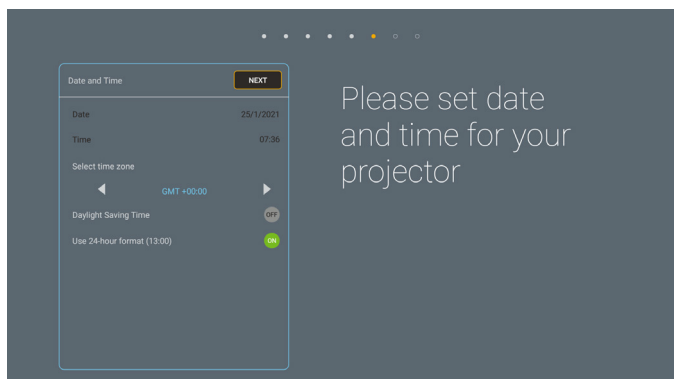 Date and Time NEXT
Date 25/1/2021
Time 07:36
Select time zone
GMT +00:00
Daylight Saving Time OFF
Use 24-hour format (13:00) ON
Please set date
and time for your
projector